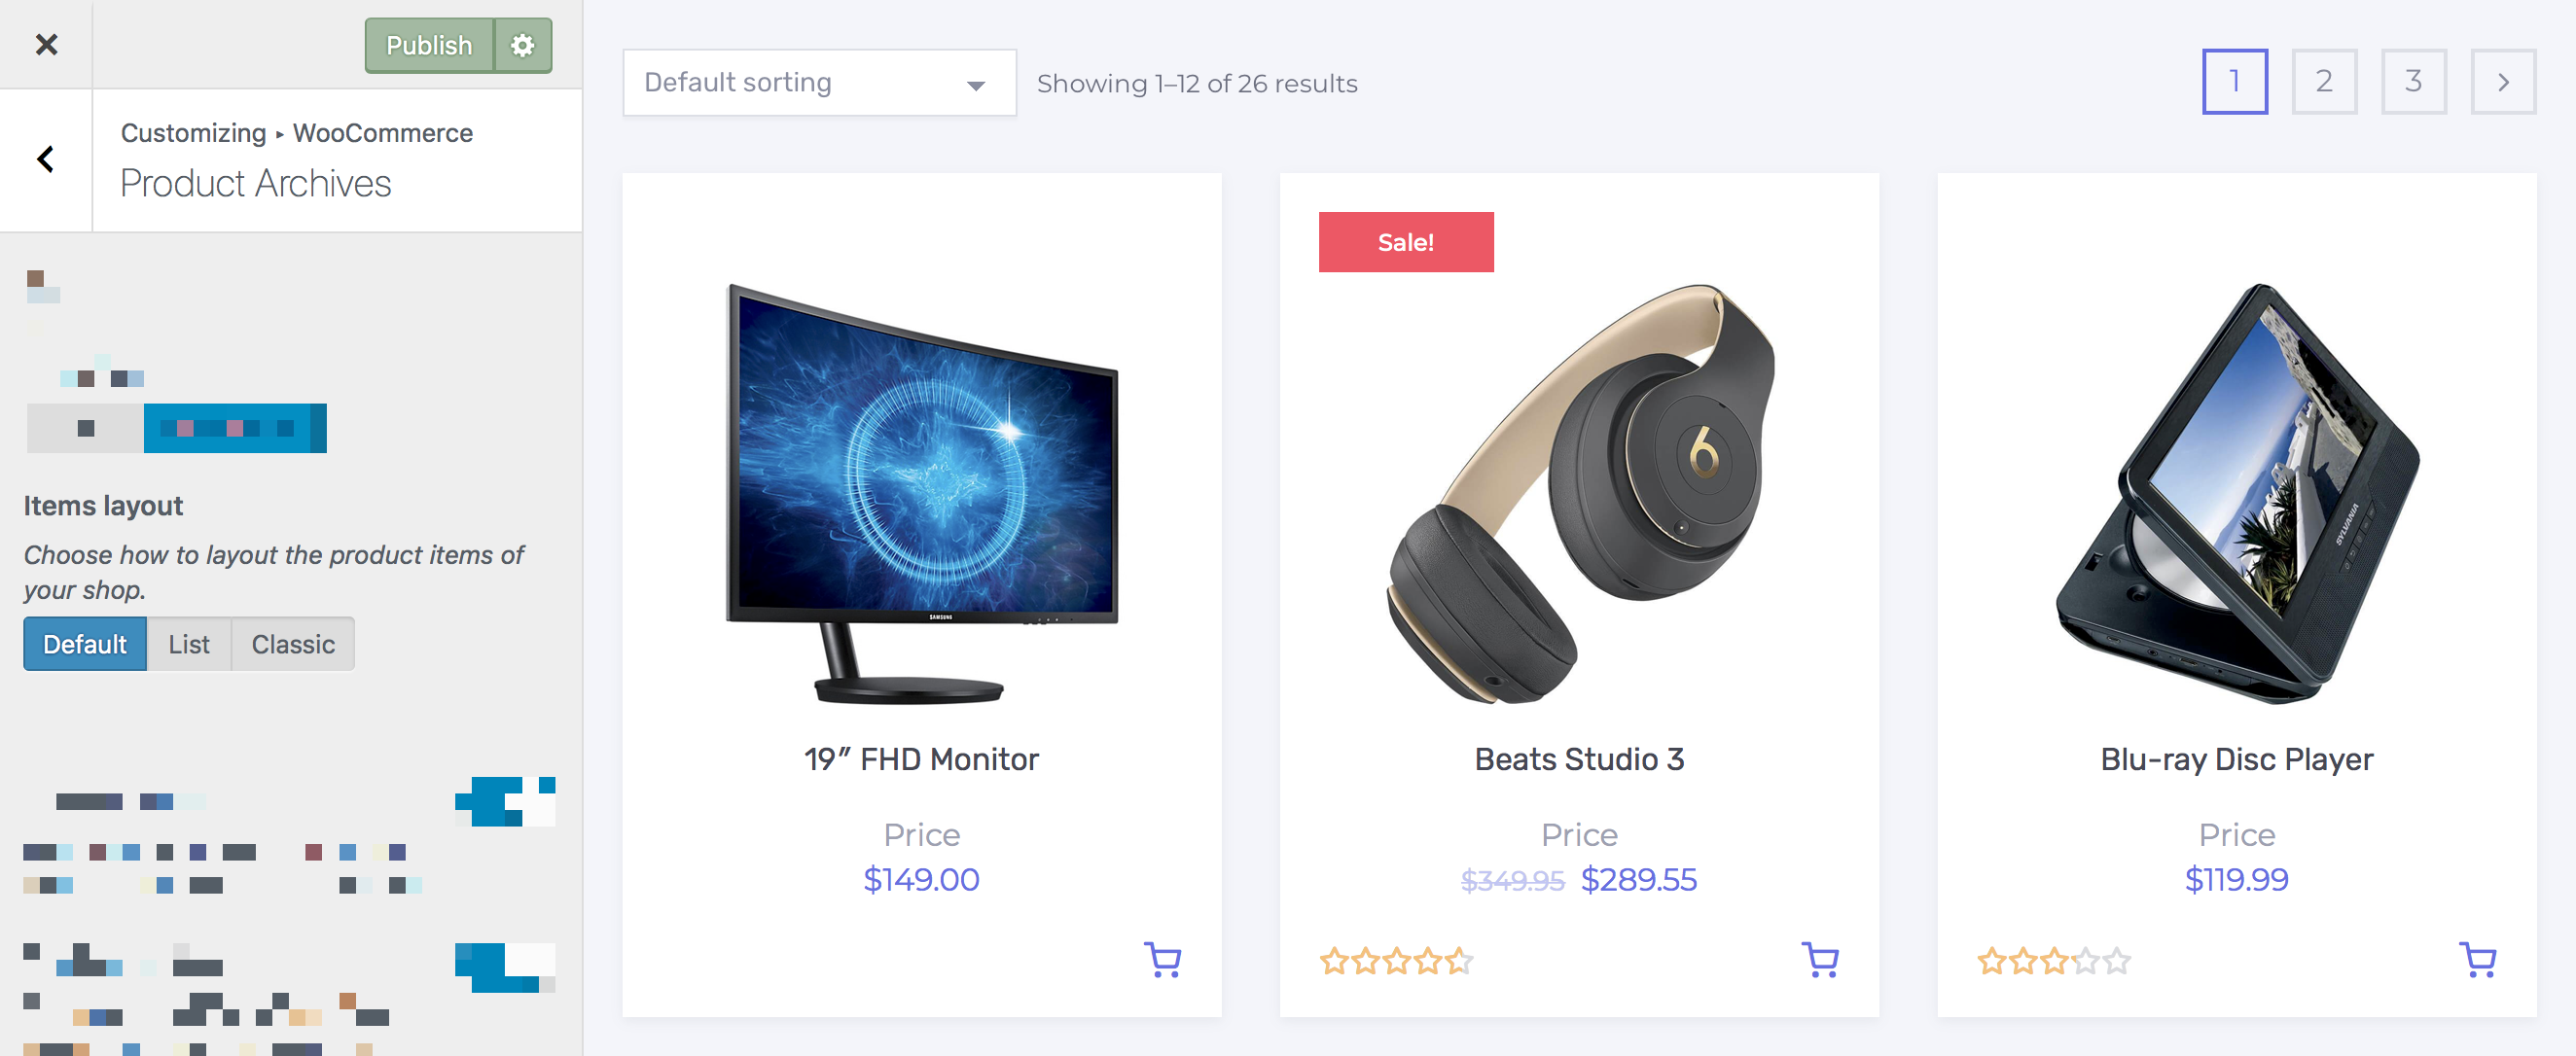 Publish
Customizing ▸ WooCommerce
Product Archives
Items layout
Choose how to layout the product items of
your shop.
Default List Classic
Default sorting
Showing 1–12 of 26 results
1 2 3
Sale!
SAMSUNG
SYLVANIA
19″ FHD Monitor
Price
$149.00
Beats Studio 3
Price
$349.95 $289.55
Blu-ray Disc Player
Price
$119.99